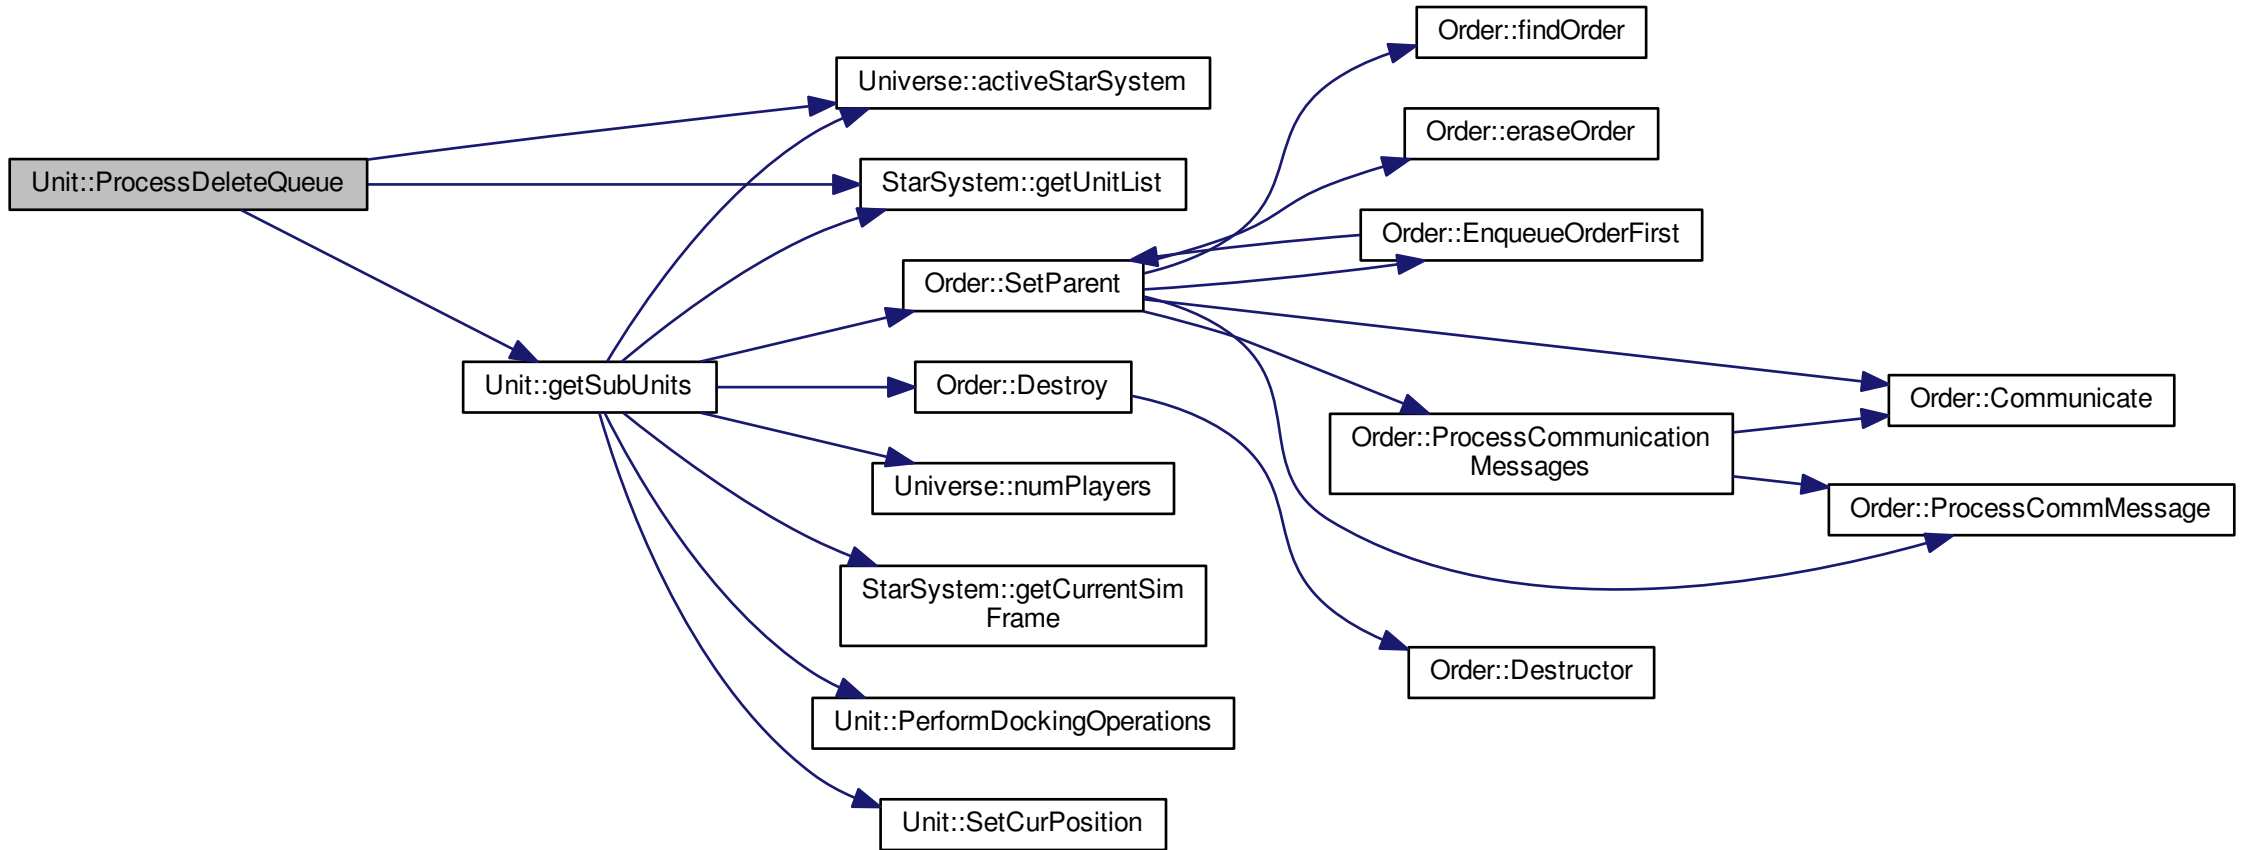 Order::findOrder
Universe::activeStarSystem
Order::eraseOrder
Unit::ProcessDeleteQueue
StarSystem::getUnitList
Order::EnqueueOrderFirst
Order::SetParent
Unit::getSubUnits
Order::Destroy
Order::Communicate
Order::ProcessCommunication
Messages
Universe::numPlayers
Order::ProcessCommMessage
StarSystem::getCurrentSim
Frame
Order::Destructor
Unit::PerformDockingOperations
Unit::SetCurPosition